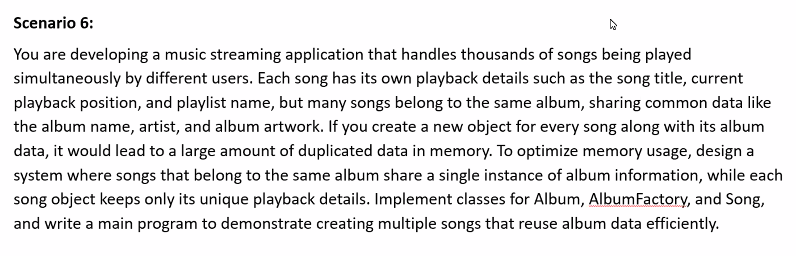 Scenario 6:
You are developing a music streaming application that handles thousands of songs being played
simultaneously by different users. Each song has its own playback details such as the song title, current
playback position, and playlist name, but many songs belong to the same album, sharing common data like
the album name, artist, and album artwork. If you create a new object for every song along with its album
data, it would lead to a large amount of duplicated data in memory. To optimize memory usage, design a
system where songs that belong to the same album share a single instance of album information, while each
song object keeps only its unique playback details. Implement classes for Album, AlbumFactory, and Song,
and write a main program to demonstrate creating multiple songs that reuse album data efficiently.